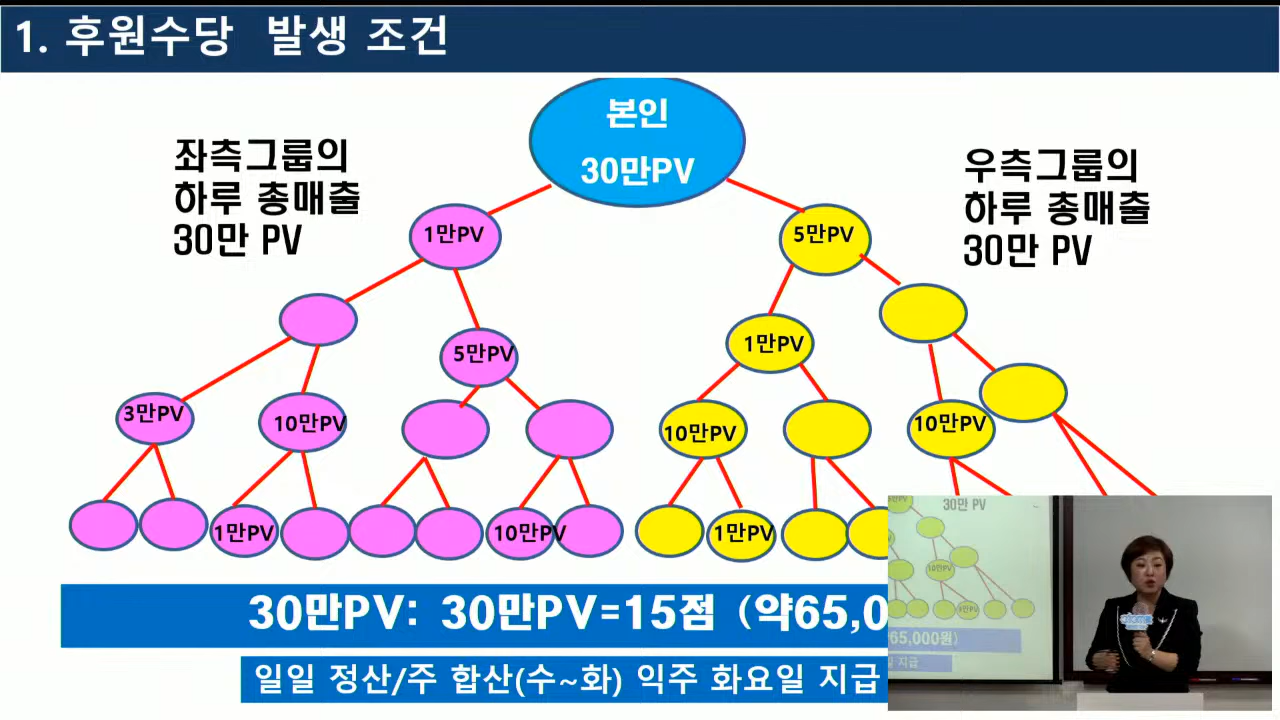 1. 후원수당 발생 조건
본인
30만PV
좌측그룹의
하루 총매출
30만 PV
우측그룹의
하루 총매출
30만 PV
1만PV
5만PV
5만PV
1만PV
3만PV
10만PV
10만PV
10만PV
1만PV
10만PV
1만PV
30만PV: 30만PV=15점 (약65,0
일일 정산/주 합산(수~화) 익주 화요일 지급
30만 PV
10만PV
65,000원)
지급